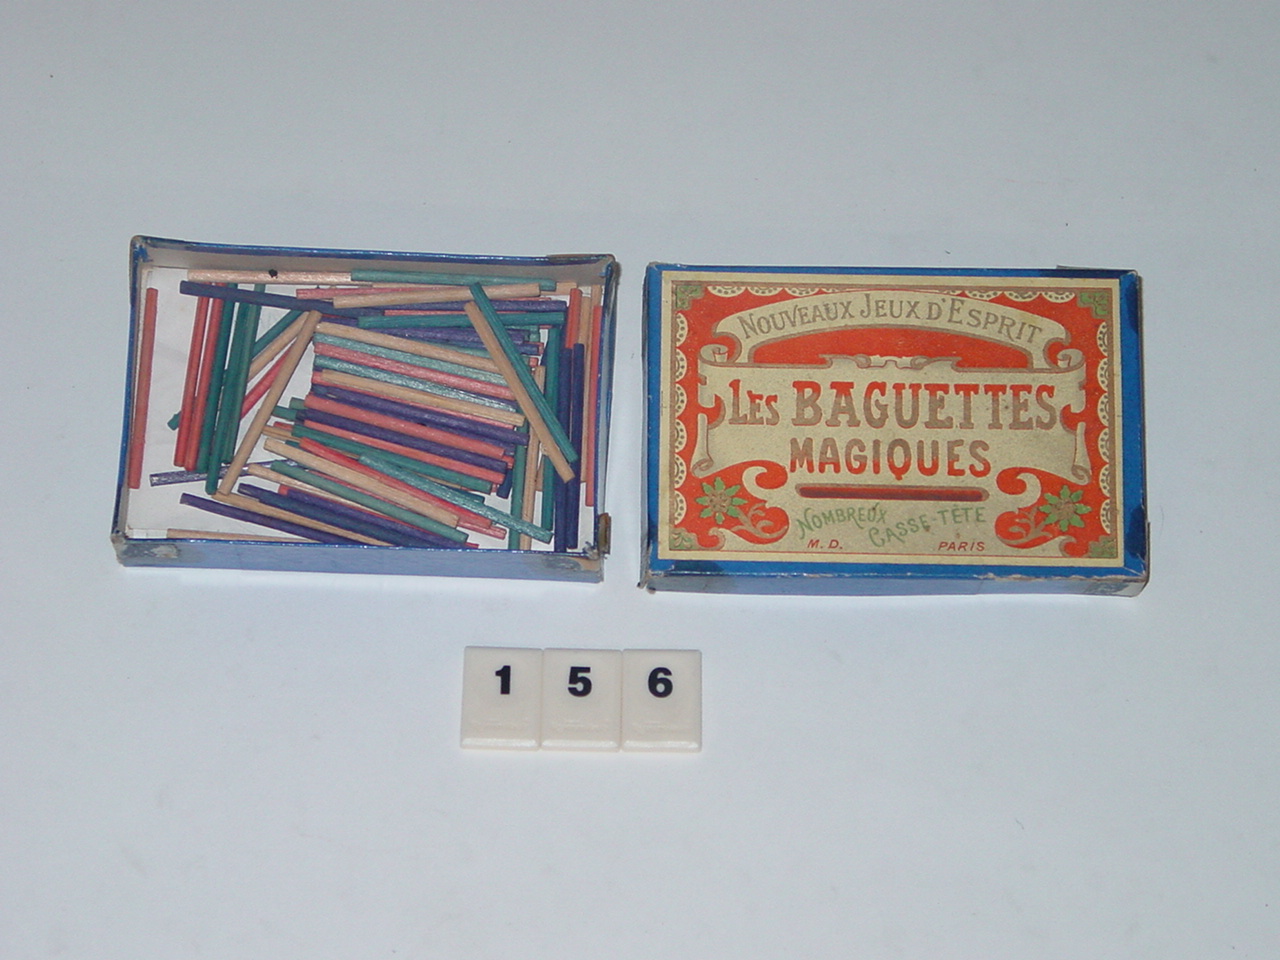 NOUVEAUX JEUX D'ESPRIT
LES BAGUETTES
MAGIQUES
NOMBREUX
CASSE-TÊTE
M. D. PARIS
1 5 6